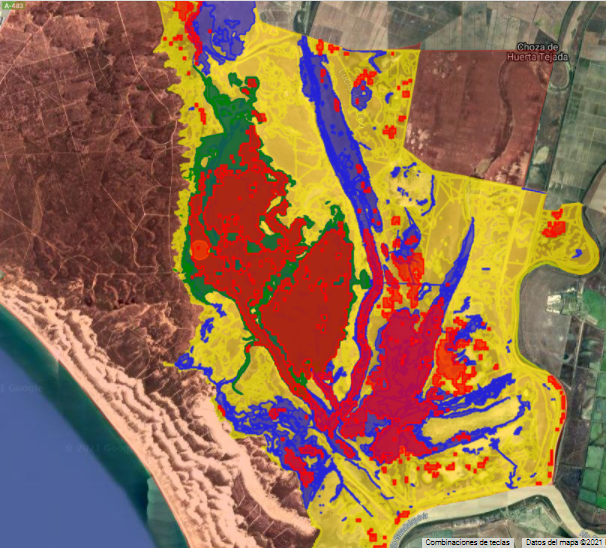 A-483
Choza de
Huerta Tejada
Combinaciones de teclas
Datos del mapa ©2021